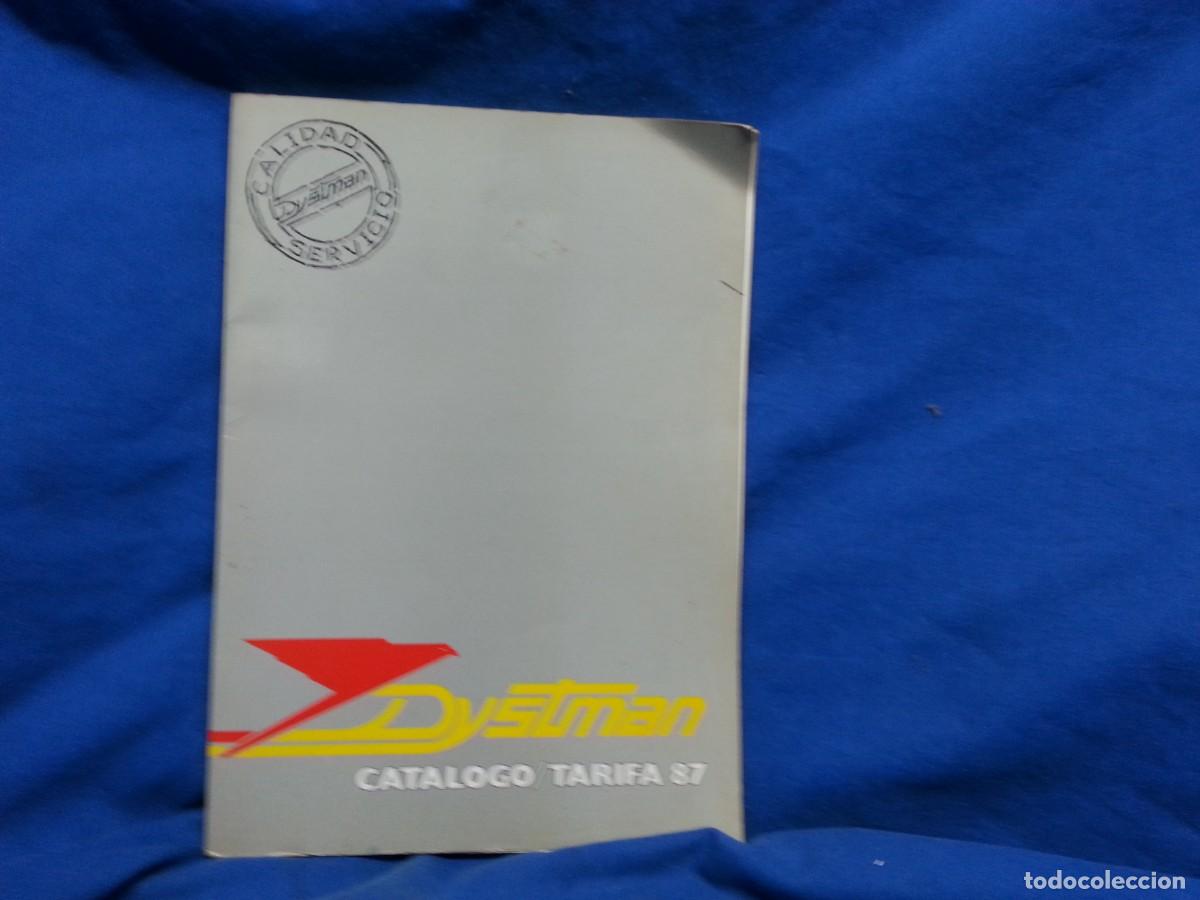 CALIDAD
Dystman
SERVICIO
Dystman
CATALOGO/TARIFA 87
todocoleccion